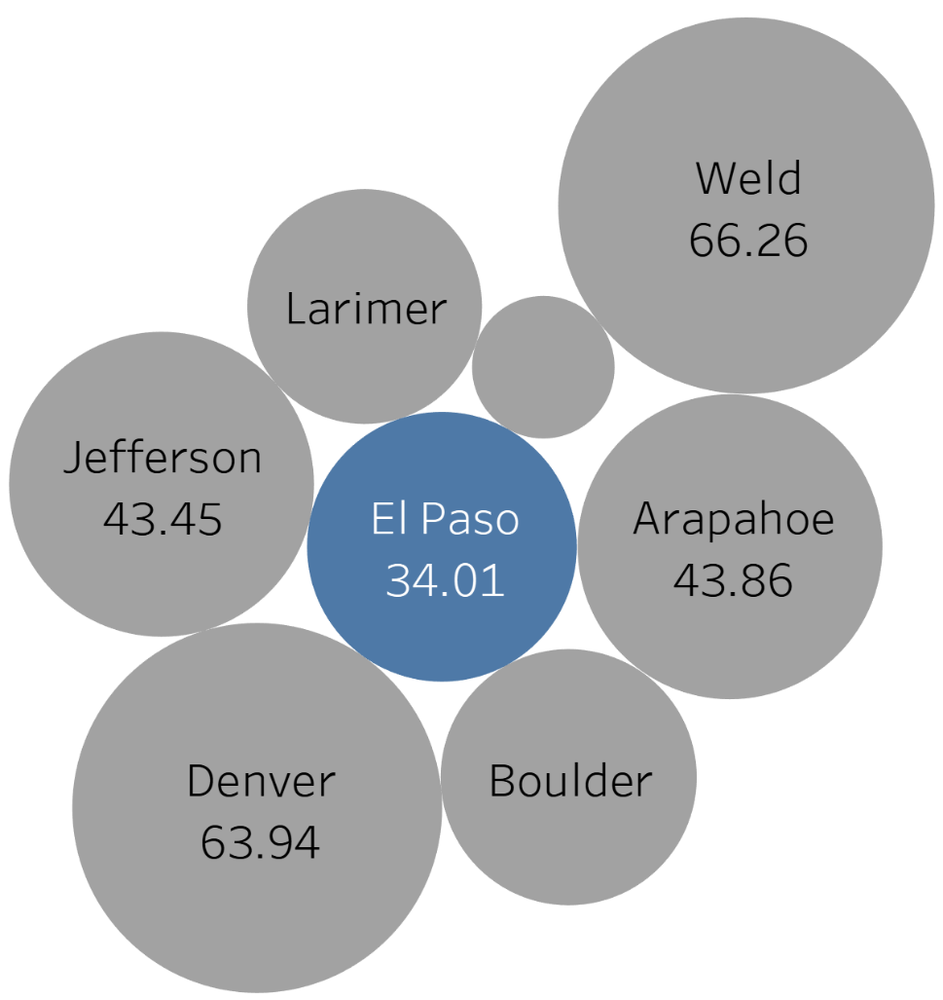 Weld
66.26
Larimer
Jefferson
43.45
El Paso
34.01
Arapahoe
43.86
Denver
63.94
Boulder